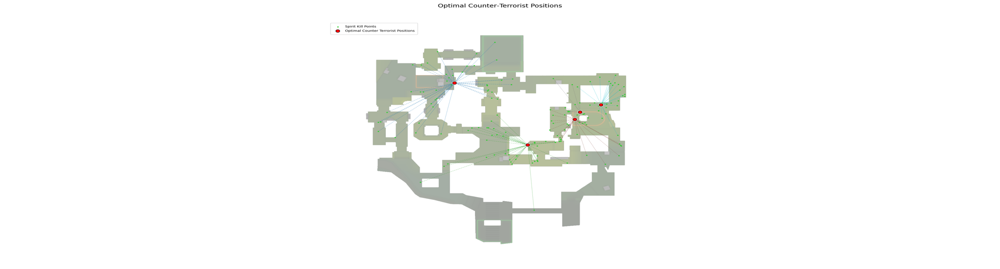 Optimal Counter-Terrorist Positions
Spirit Kill Points
Optimal Counter Terrorist Positions